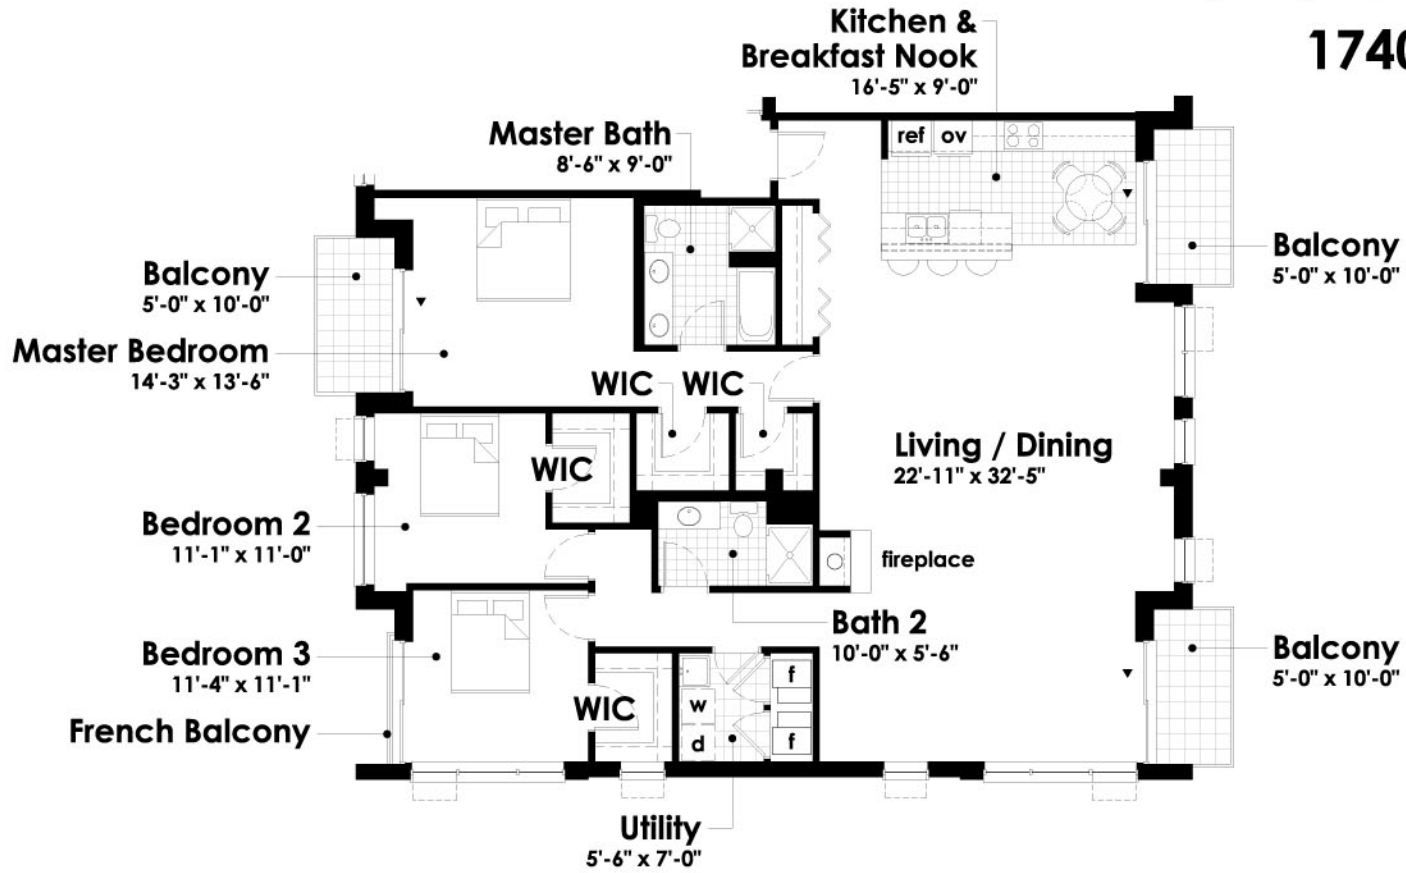 1740
Kitchen &
Breakfast Nook
16'-5" x 9'-0"
Master Bath
8'-6" x 9'-0"
ref
ov
Balcony
5'-0" x 10'-0"
Balcony
5'-0" x 10'-0"
Master Bedroom
14'-3" x 13'-6"
WIC
WIC
Living / Dining
22'-11" x 32'-5"
WIC
Bedroom 2
11'-1" x 11'-0"
fireplace
Bath 2
10'-0" x 5'-6"
Bedroom 3
11'-4" x 11'-1"
Balcony
5'-0" x 10'-0"
f
WIC
w
French Balcony
d
f
Utility
5'-6" x 7'-0"